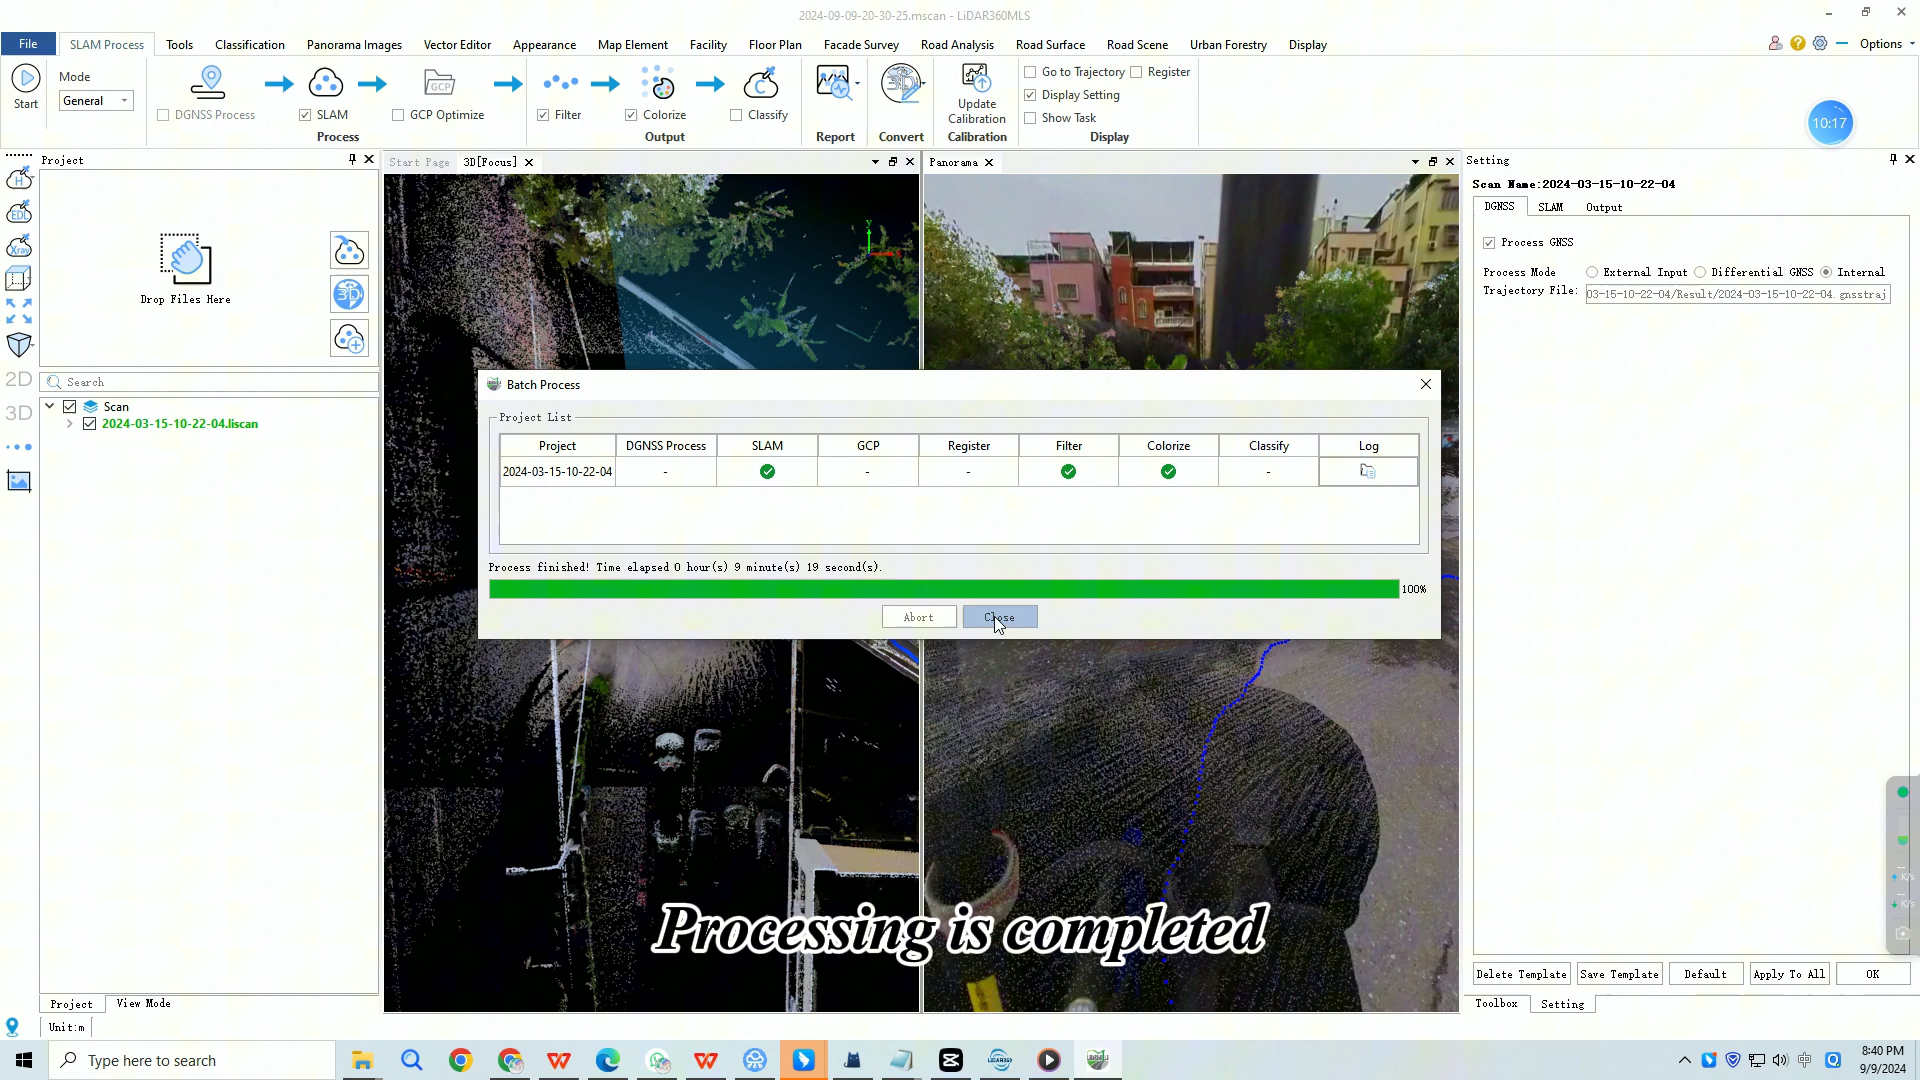 2024-09-09-20-30-25.mscan - LiDAR360MLS
File
SLAM Process
Tools
Classification
Panorama Images
Vector Editor
Appearance
Map Element
Facility
Floor Plan
Facade Survey
Road Analysis
Road Surface
Road Scene
Urban Forestry
Display
Options
Start
Mode
General
DGNSS Process
SLAM
GCP
GCP Optimize
Process
Filter
Colorize
Classify
Output
Report
3D
Convert
Update
Calibration
Calibration
Go to Trajectory
Register
Display Setting
Show Task
Display
10:17
Project
H
EDL
Xray
2D
3D
Drop Files Here
3D
Search
Scan
2024-03-15-10-22-04.liscan
Project
View Mode
Unit:m
Start Page
3D[Focus]
Y
Panorama
Batch Process
Project List
Project
DGNSS Process
SLAM
GCP
Register
Filter
Colorize
Classify
Log
2024-03-15-10-22-04
-
-
-
-
Process finished! Time elapsed 0 hour(s) 9 minute(s) 19 second(s).
100%
Abort
Close
Processing is completed
Setting
Scan Name:2024-03-15-10-22-04
DGNSS
SLAM
Output
Process GNSS
Process Mode
External Input
Differential GNSS
Internal
Trajectory File:
03-15-10-22-04/Result/2024-03-15-10-22-04.gnsstraj
-- K/s
-- K/s
Delete Template
Save Template
Default
Apply To All
OK
Toolbox
Setting
Type here to search
中
8:40 PM
9/9/2024